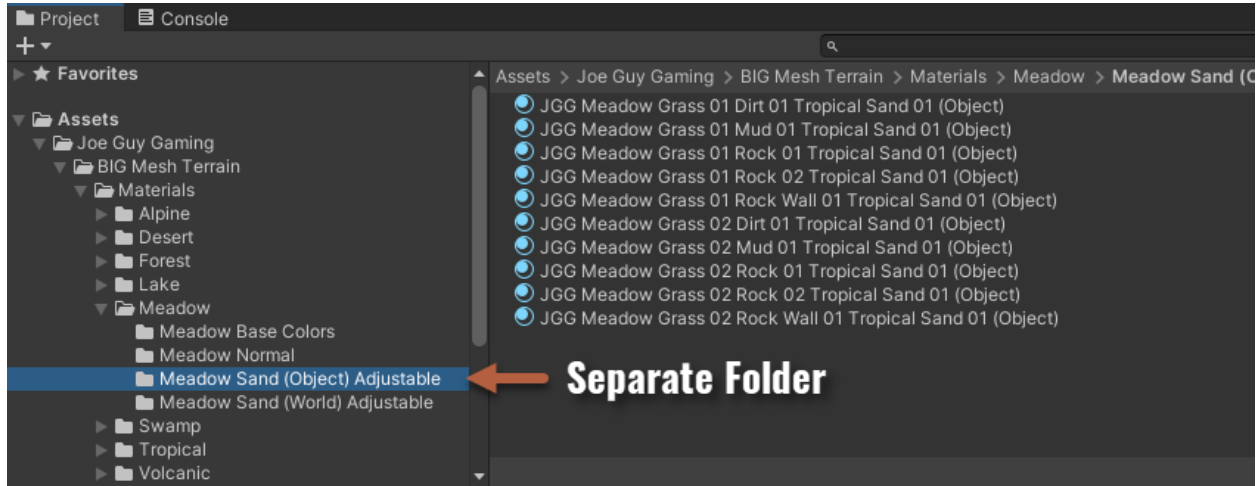 Project Console
Favorites
Assets
Joe Guy Gaming
BIG Mesh Terrain
Materials
Alpine
Desert
Forest
Lake
Meadow
Meadow Base Colors
Meadow Normal
Meadow Sand (Object) Adjustable
Meadow Sand (World) Adjustable
Swamp
Tropical
Volcanic
Assets > Joe Guy Gaming > BIG Mesh Terrain > Materials > Meadow > Meadow Sand (O
JGG Meadow Grass 01 Dirt 01 Tropical Sand 01 (Object)
JGG Meadow Grass 01 Mud 01 Tropical Sand 01 (Object)
JGG Meadow Grass 01 Rock 01 Tropical Sand 01 (Object)
JGG Meadow Grass 01 Rock 02 Tropical Sand 01 (Object)
JGG Meadow Grass 01 Rock Wall 01 Tropical Sand 01 (Object)
JGG Meadow Grass 02 Dirt 01 Tropical Sand 01 (Object)
JGG Meadow Grass 02 Mud 01 Tropical Sand 01 (Object)
JGG Meadow Grass 02 Rock 01 Tropical Sand 01 (Object)
JGG Meadow Grass 02 Rock 02 Tropical Sand 01 (Object)
JGG Meadow Grass 02 Rock Wall 01 Tropical Sand 01 (Object)
Separate Folder